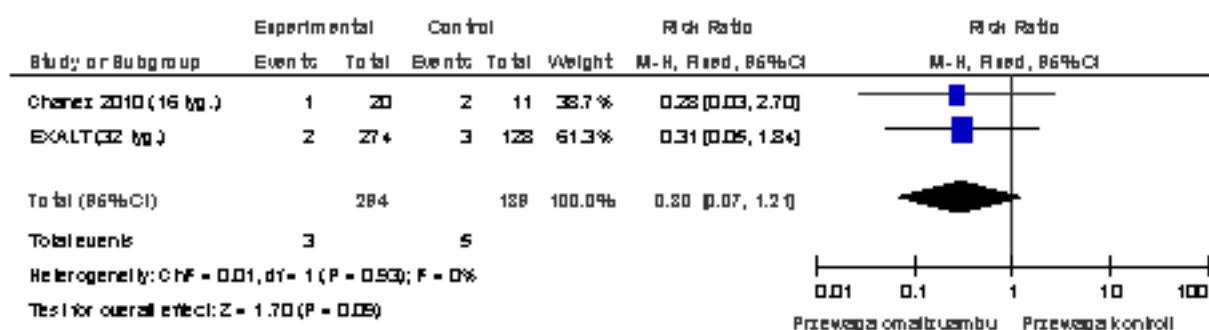 Experimental Control Risk Ratio Risk Ratio
Study or Subgroup Events Total Events Total Weight M-H, Fixed, 95% CI M-H, Fixed, 95% CI
Chanez 2010 (16 tyg.) 1 20 2 11 38.7% 0.28 [0.03, 2.70]
EXALT (32 tyg.) 2 274 3 128 61.3% 0.31 [0.05, 1.84]
Total (95% CI) 294 139 100.0% 0.30 [0.07, 1.21]
Total events 3 5
Heterogeneity: Chi² = 0.01, df = 1 (P = 0.93); I² = 0%
Test for overall effect: Z = 1.70 (P = 0.09)
0.01 0.1 1 10 100
Przewaga omalizumabu Przewaga kontroli